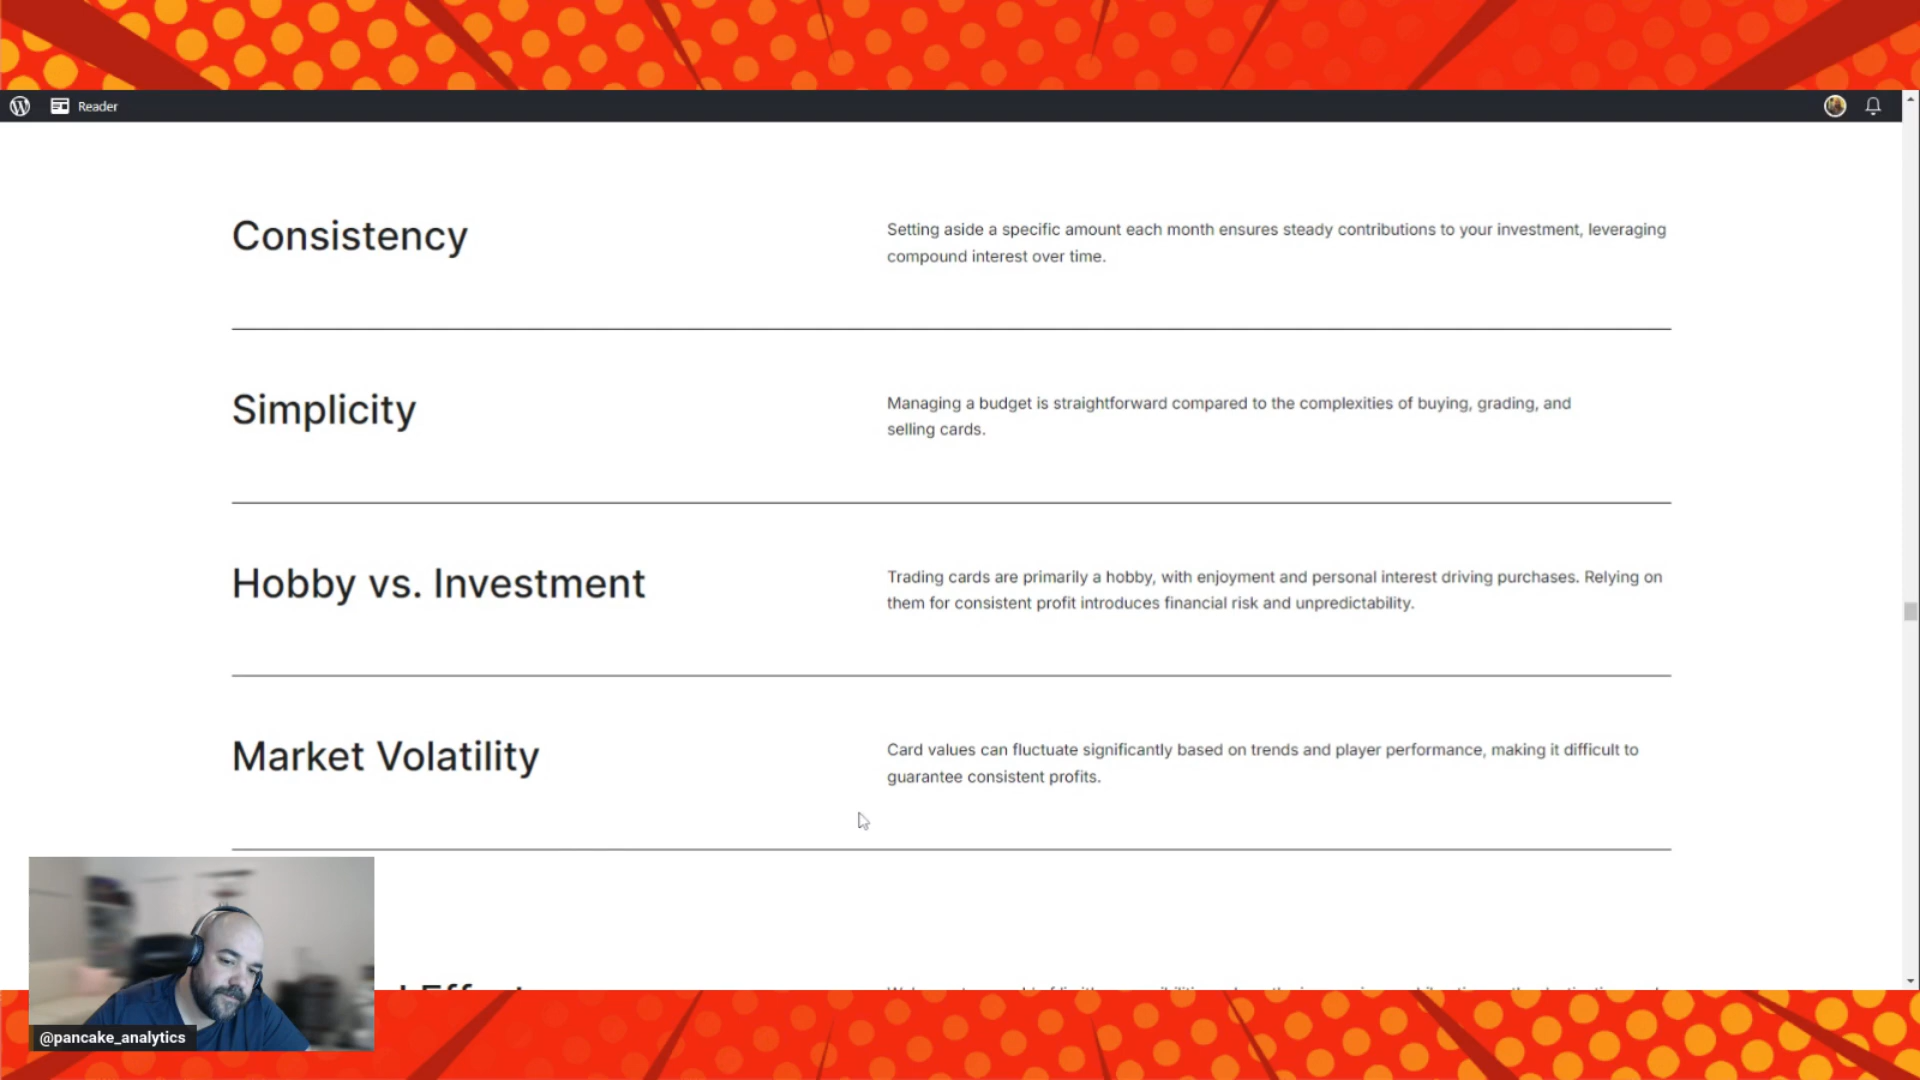 Reader
Consistency
Setting aside a specific amount each month ensures steady contributions to your investment, leveraging
compound interest over time.
Simplicity
Managing a budget is straightforward compared to the complexities of buying, grading, and
selling cards.
Hobby vs. Investment
Trading cards are primarily a hobby, with enjoyment and personal interest driving purchases. Relying on
them for consistent profit introduces financial risk and unpredictability.
Market Volatility
Card values can fluctuate significantly based on trends and player performance, making it difficult to
guarantee consistent profits.
@pancake_analytics